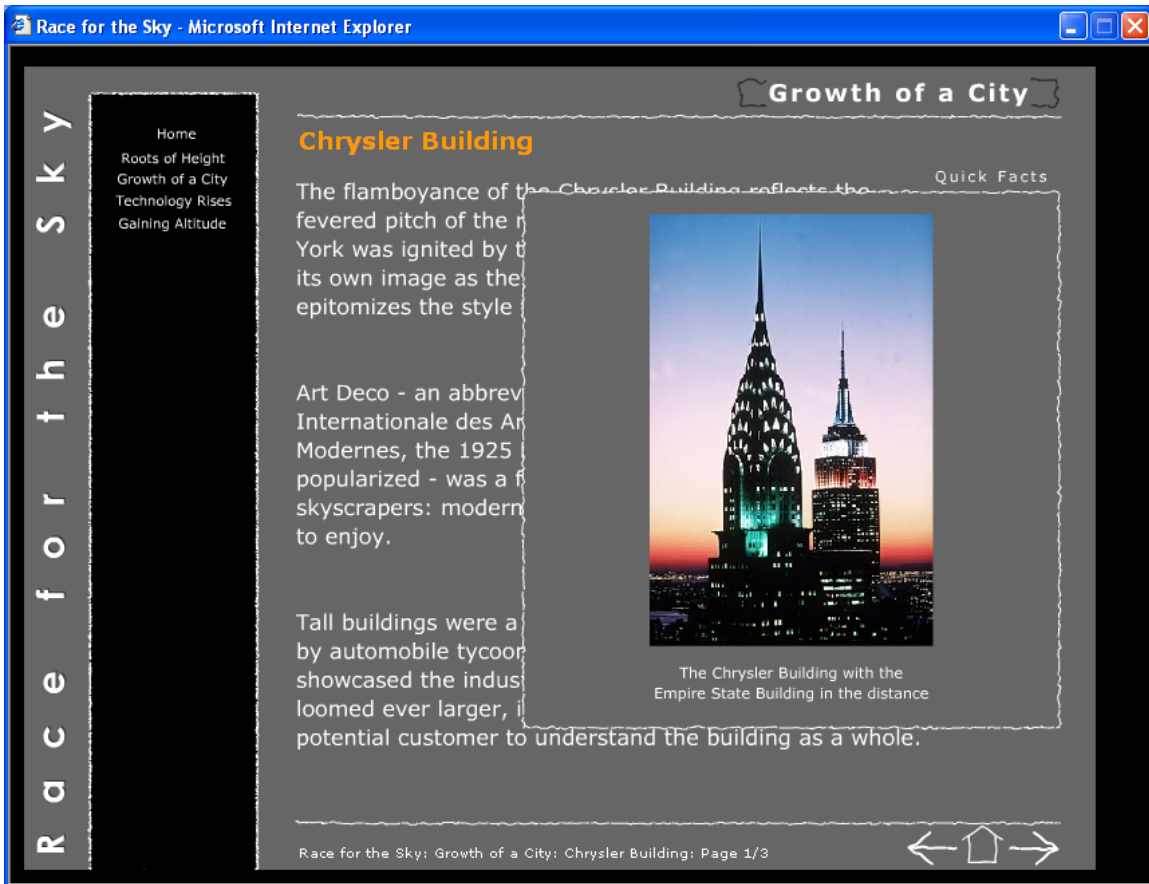 Race for the Sky - Microsoft Internet Explorer
Growth of a City
Race for the Sky
Home
Roots of Height
Growth of a City
Technology Rises
Gaining Altitude
Chrysler Building
Quick Facts
The flamboyance of the Chrysler Building reflects the
fevered pitch of the
York was ignited by
its own image as the
epitomizes the style
Art Deco - an
Internationale des
Modernes, the 1925
popularized - was a
skyscrapers: modern
to enjoy.
Tall buildings were a
by automobile
showcased the
loomed ever larger,
potential customer to understand the building as a whole.
The Chrysler Building with the
Empire State Building in the distance
Race for the Sky: Growth of a City: Chrysler Building: Page 1/3